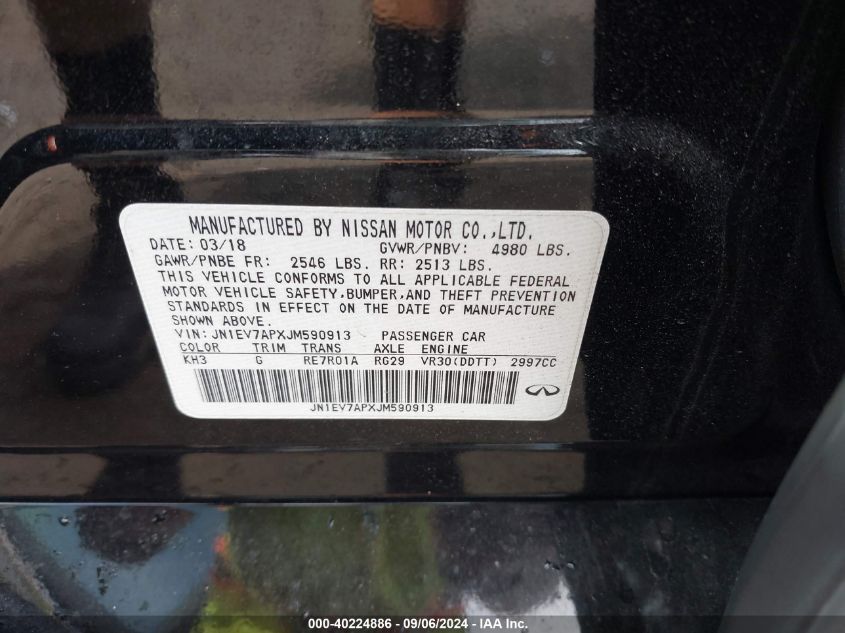 MANUFACTURED BY NISSAN MOTOR CO.,LTD.
DATE: 03/18 GVWR/PNBV: 4980 LBS.
GAWR/PNBE FR: 2546 LBS. RR: 2513 LBS.
THIS VEHICLE CONFORMS TO ALL APPLICABLE FEDERAL
MOTOR VEHICLE SAFETY,BUMPER,AND THEFT PREVENTION
STANDARDS IN EFFECT ON THE DATE OF MANUFACTURE
SHOWN ABOVE.
VIN: JN1EV7APXJM590913 PASSENGER CAR
COLOR TRIM TRANS AXLE ENGINE
KH3 G RE7R01A RG29 VR30(DDTT) 2997CC
JN1EV7APXJM590913
000-40224886 - 09/06/2024 - IAA Inc.